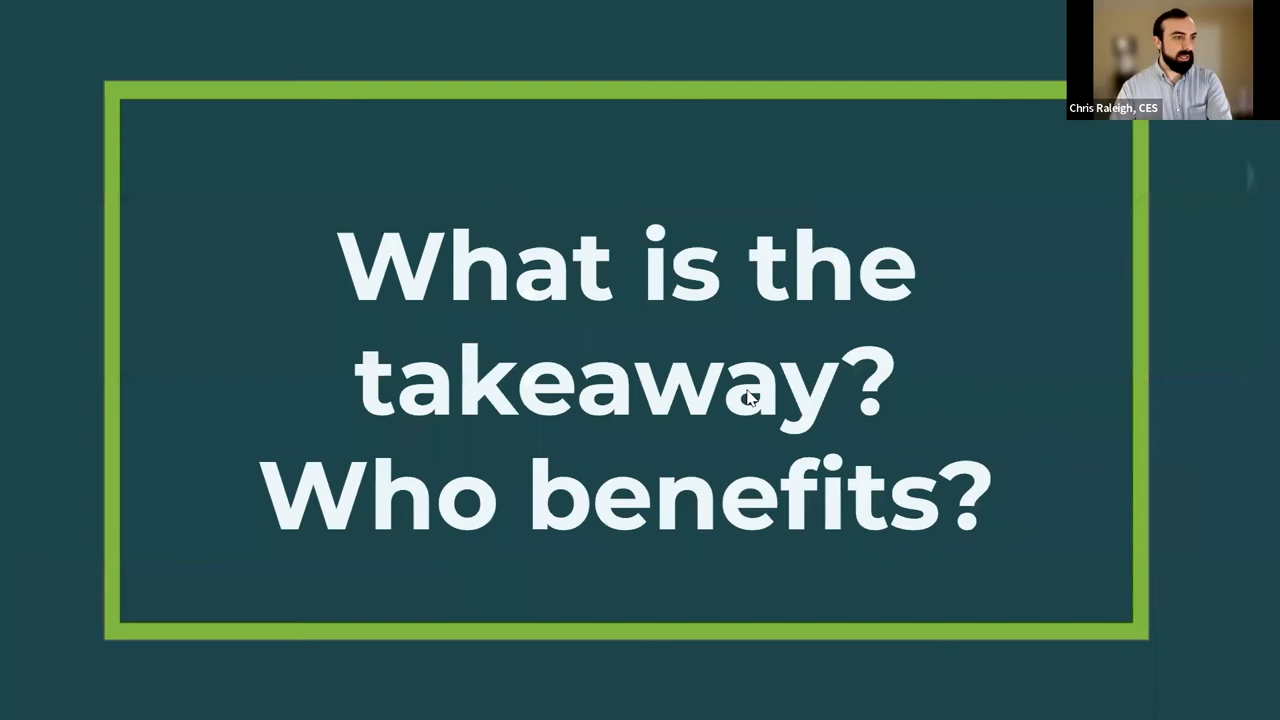 Chris Raleigh, CES
What is the
takeaway?
Who benefits?